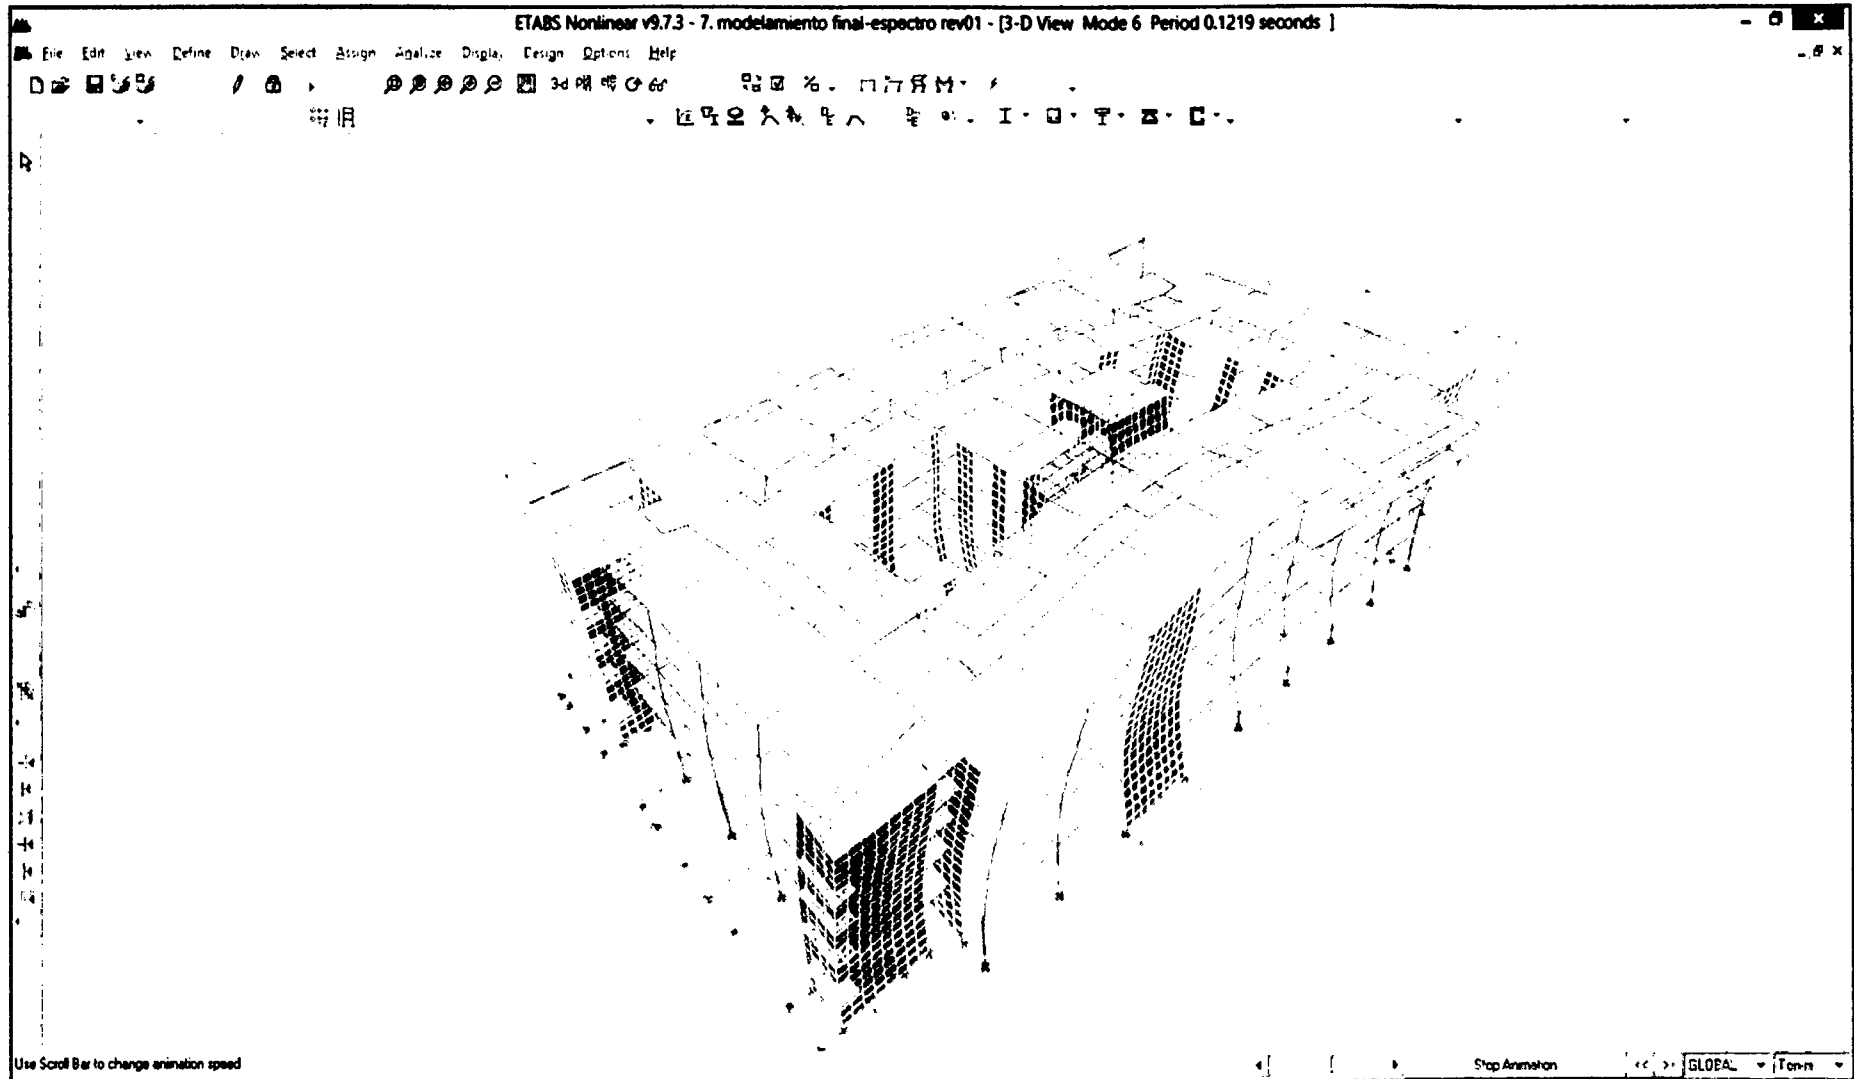 ETABS Nonlinear v9.7.3 - 7. modelamiento final-espectro rev01 - [3-D View Mode 6 Period 0.1219 seconds ]
File Edit View Define Draw Select Assign Analyze Display Design Options Help
3-d
Use Scroll Bar to change animation speed
Stop Animation
<< >> GLOBAL Ton-m